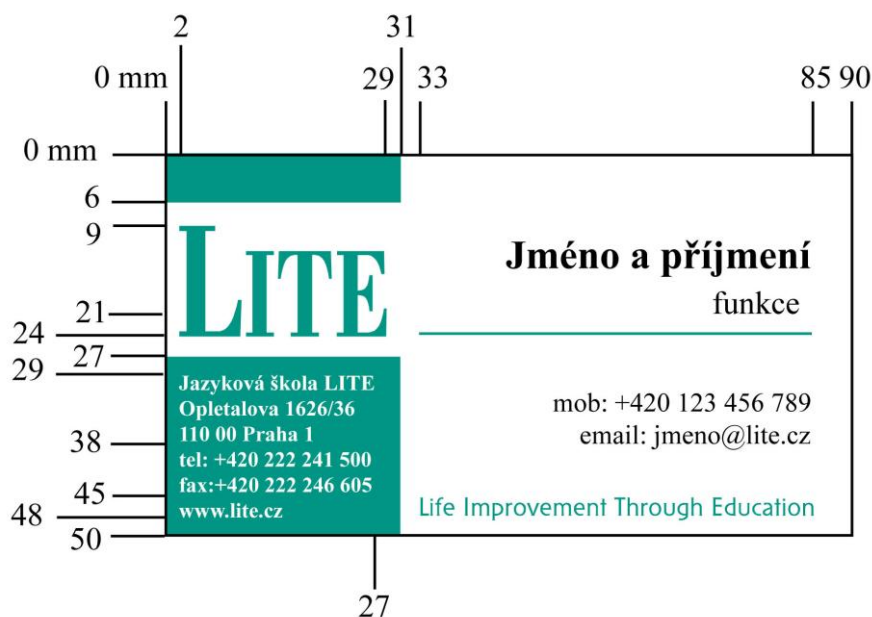 2 31
0 mm 29 33 85 90
0 mm
6
9
21
24
27
29
38
45
48
50
27
LITE
Jazyková škola LITE
Opletalova 1626/36
110 00 Praha 1
tel: +420 222 241 500
fax:+420 222 246 605
www.lite.cz
Jméno a příjmení
funkce
mob: +420 123 456 789
email: jmeno@lite.cz
Life Improvement Through Education